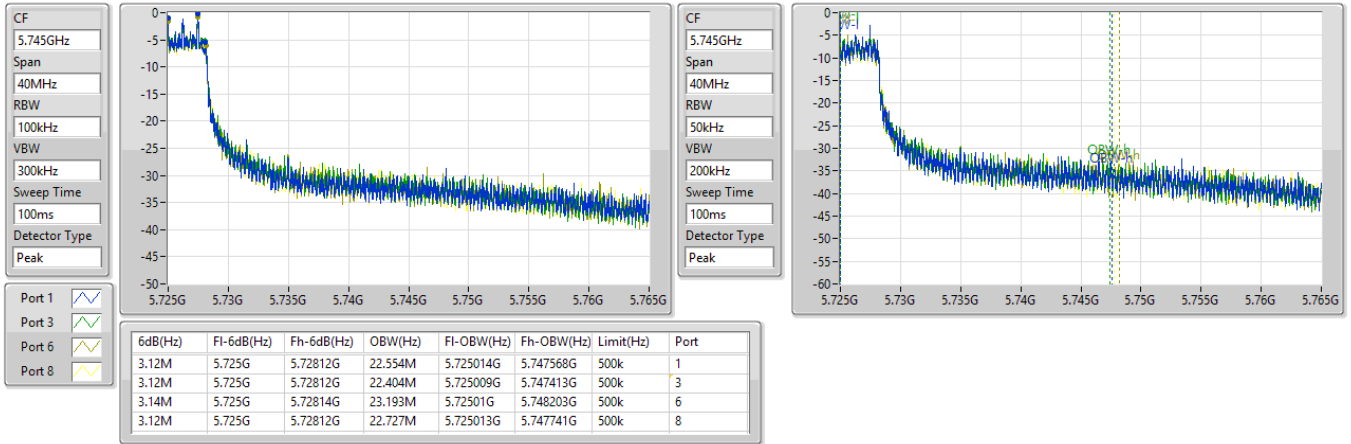 CF
5.745GHz
Span
40MHz
RBW
100kHz
VBW
300kHz
Sweep Time
100ms
Detector Type
Peak
0-
-5-
-10-
-15-
-20-
-25-
-30-
-35-
-40-
-45-
-50-
5.725G 5.73G 5.735G 5.74G 5.745G 5.75G 5.755G 5.76G 5.765G
CF
5.745GHz
Span
40MHz
RBW
50kHz
VBW
200kHz
Sweep Time
100ms
Detector Type
Peak
0-
-5-
-10-
-15-
-20-
-25-
-30-
-35-
-40-
-45-
-50-
-55-
-60-
OBW-h
OBW-h
5.725G 5.73G 5.735G 5.74G 5.745G 5.75G 5.755G 5.76G 5.765G
Port 1
Port 3
Port 6
Port 8
6dB(Hz) Fl-6dB(Hz) Fh-6dB(Hz) OBW(Hz) Fl-OBW(Hz) Fh-OBW(Hz) Limit(Hz) Port
3.12M 5.725G 5.72812G 22.554M 5.725014G 5.747568G 500k 1
3.12M 5.725G 5.72812G 22.404M 5.725009G 5.747413G 500k 3
3.14M 5.725G 5.72814G 23.193M 5.72501G 5.748203G 500k 6
3.12M 5.725G 5.72812G 22.727M 5.725013G 5.747741G 500k 8